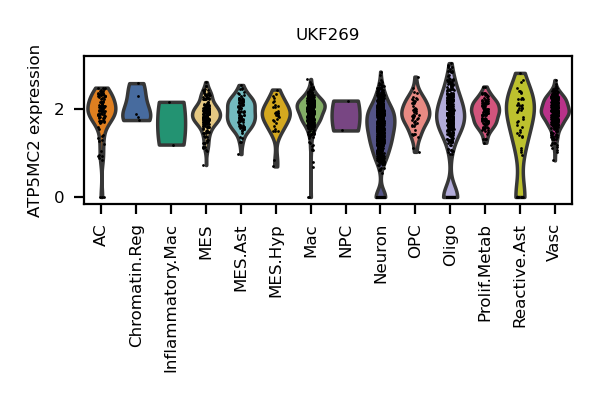 UKF269
ATP5MC2 expression
2
0
AC
Chromatin.Reg
Inflammatory.Mac
MES
MES.Ast
MES.Hyp
Mac
NPC
Neuron
OPC
Oligo
Prolif.Metab
Reactive.Ast
Vasc